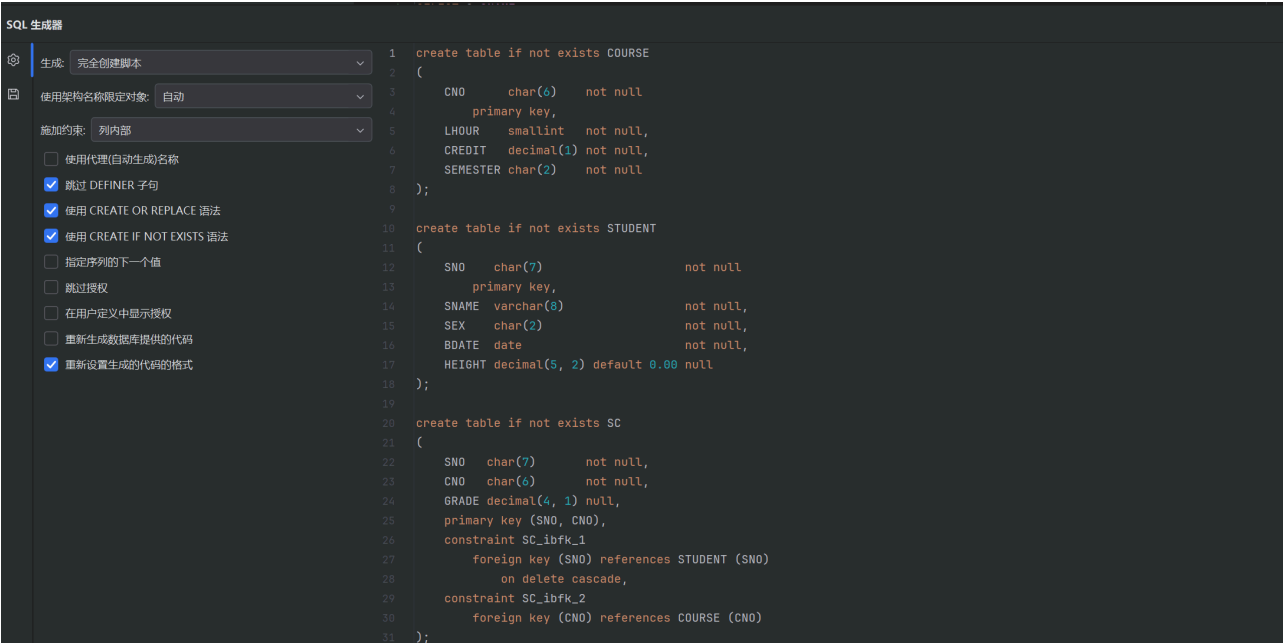 SQL 生成器
生成: 完全创建脚本
使用架构名称限定对象: 自动
施加约束: 列内部
使用代理(自动生成)名称
跳过 DEFINER 子句
使用 CREATE OR REPLACE 语法
使用 CREATE IF NOT EXISTS 语法
指定序列的下一个值
跳过授权
在用户定义中显示授权
重新生成数据库提供的代码
重新设置生成的代码的格式
1 create table if not exists COURSE
2 (
3 CNO char(6) not null
4 primary key,
5 LHOUR smallint not null,
6 CREDIT decimal(1) not null,
7 SEMESTER char(2) not null
8 );
9
10 create table if not exists STUDENT
11 (
12 SNO char(7) not null
13 primary key,
14 SNAME varchar(8) not null,
15 SEX char(2) not null,
16 BDATE date not null,
17 HEIGHT decimal(5, 2) default 0.00 null
18 );
19
20 create table if not exists SC
21 (
22 SNO char(7) not null,
23 CNO char(6) not null,
24 GRADE decimal(4, 1) null,
25 primary key (SNO, CNO),
26 constraint SC_ibfk_1
27 foreign key (SNO) references STUDENT (SNO)
28 on delete cascade,
29 constraint SC_ibfk_2
30 foreign key (CNO) references COURSE (CNO)
31 );